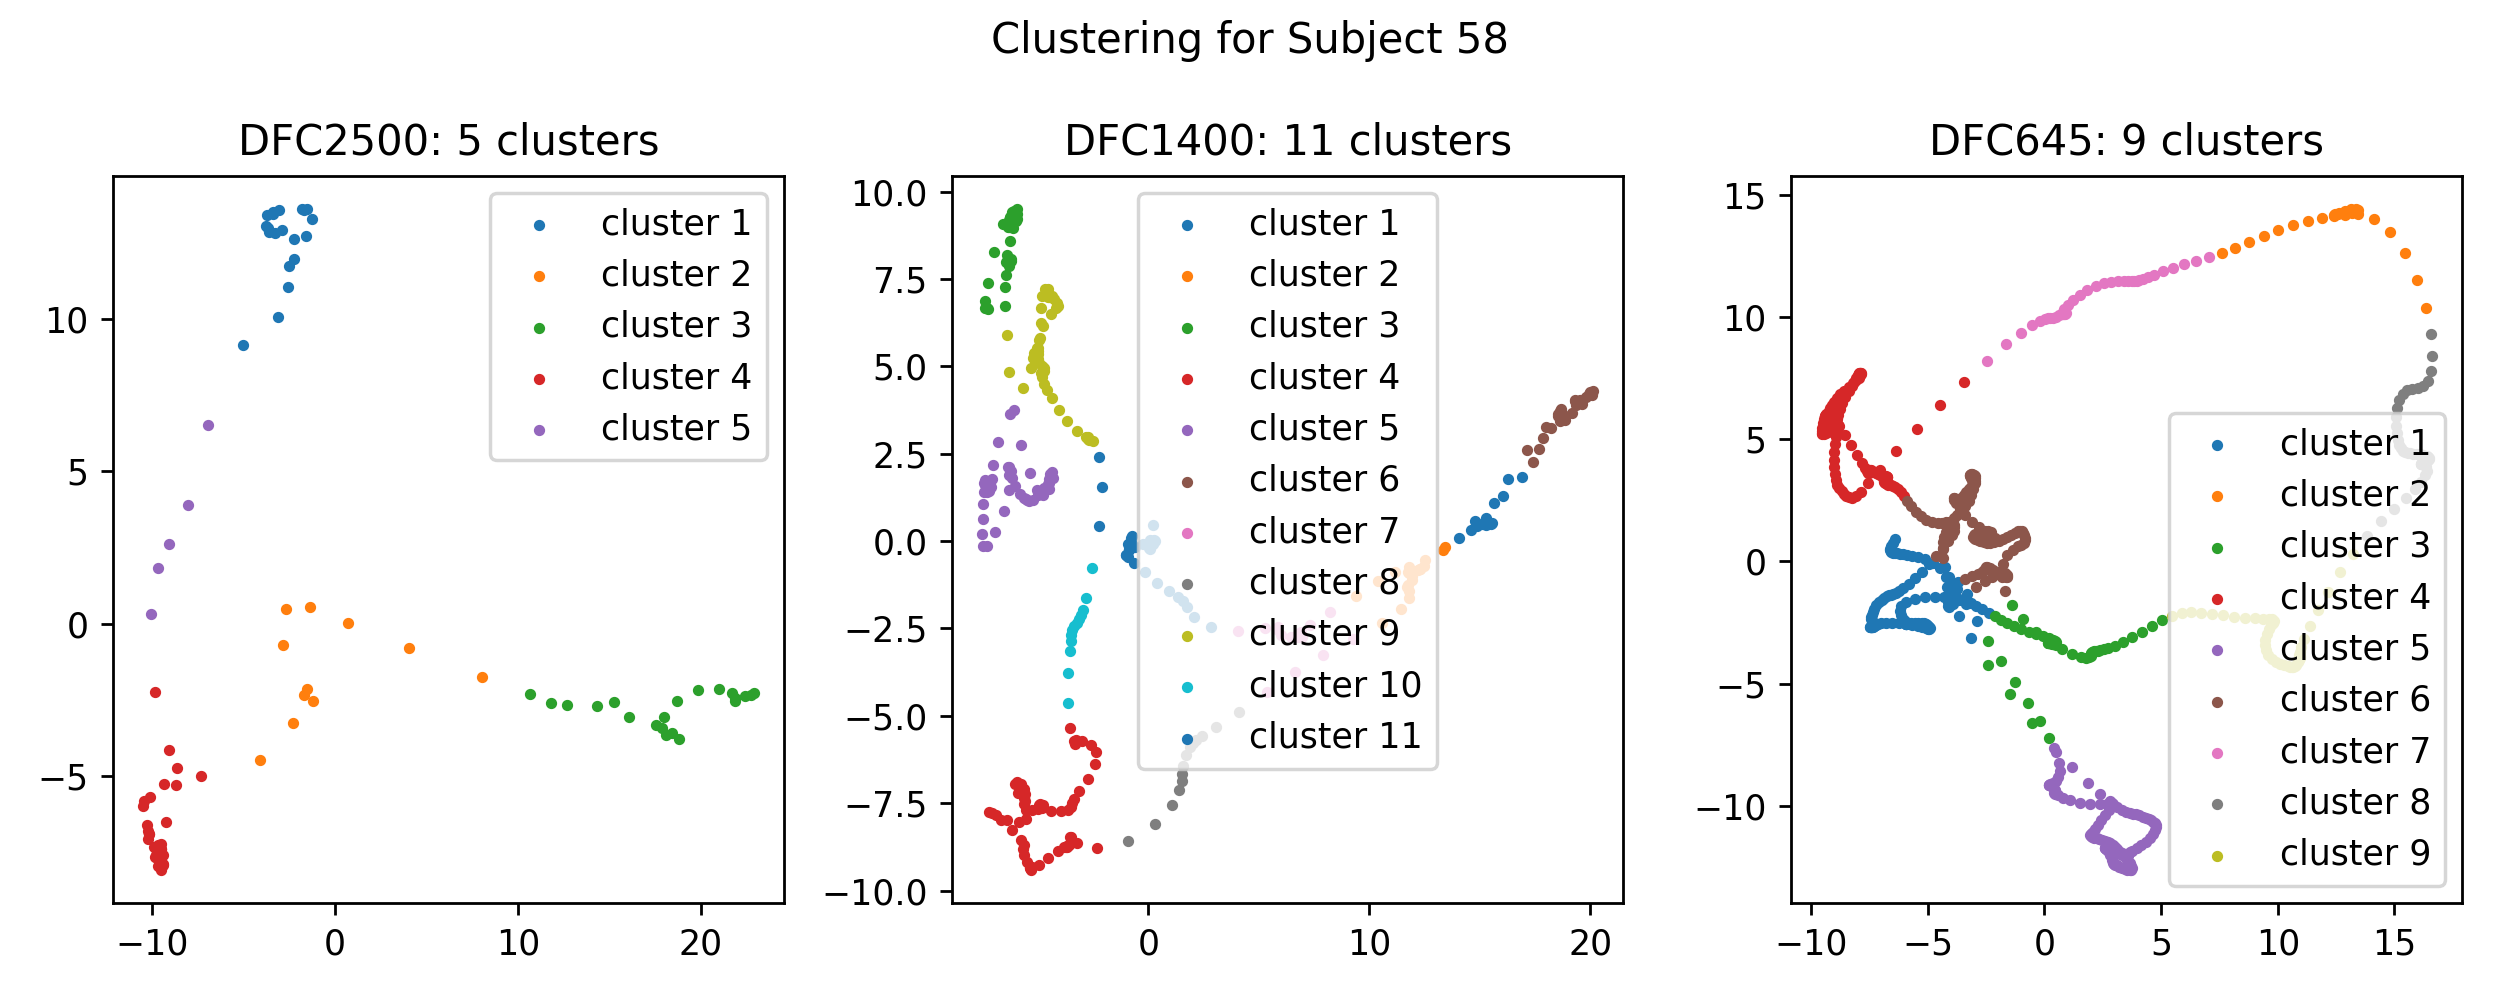 Clustering for Subject 58
DFC2500: 5 clusters
10
5
0
−5
−10
0
10
20
cluster 1
cluster 2
cluster 3
cluster 4
cluster 5
DFC1400: 11 clusters
10.0
7.5
5.0
2.5
0.0
−2.5
−5.0
−7.5
−10.0
0
10
20
cluster 1
cluster 2
cluster 3
cluster 4
cluster 5
cluster 6
cluster 7
cluster 8
cluster 9
cluster 10
cluster 11
DFC645: 9 clusters
15
10
5
0
−5
−10
−10
−5
0
5
10
15
cluster 1
cluster 2
cluster 3
cluster 4
cluster 5
cluster 6
cluster 7
cluster 8
cluster 9